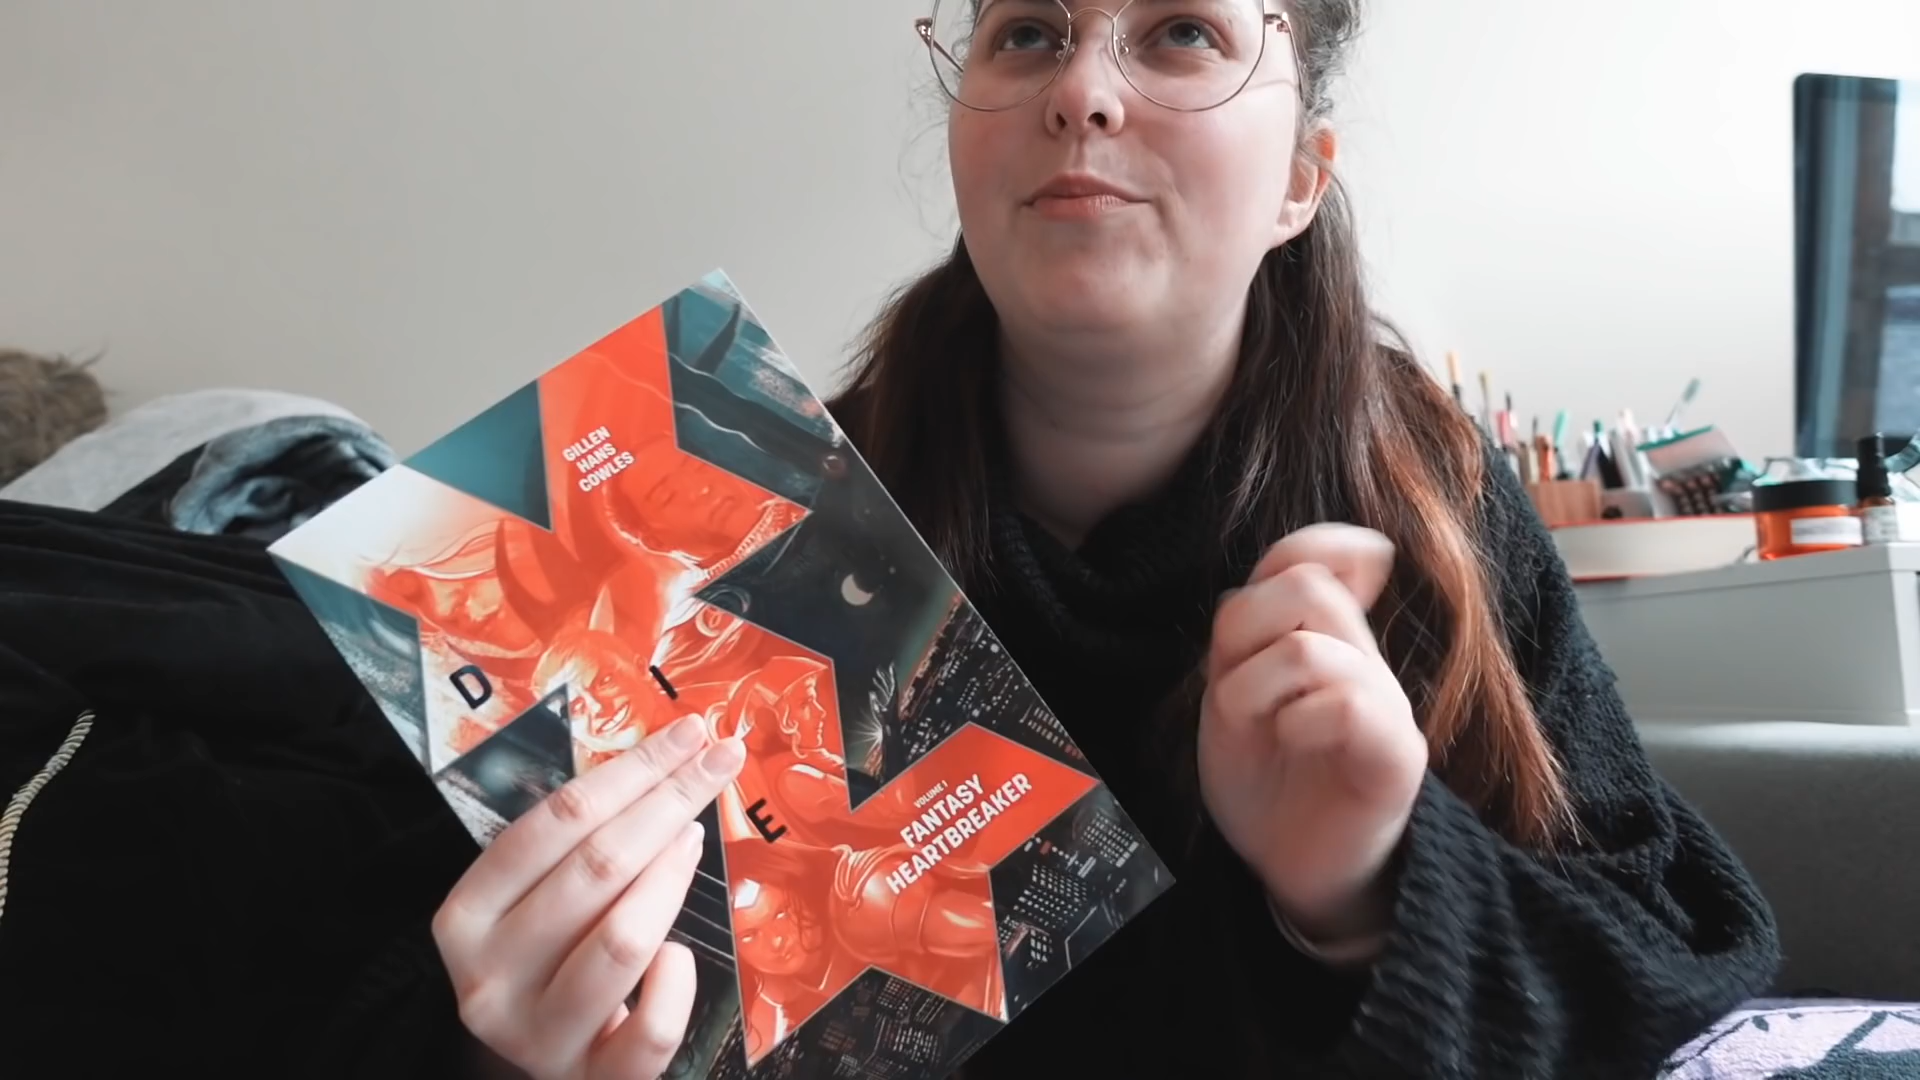 GILLEN
HANS
COWLES
D I E
VOLUME 1
FANTASY
HEARTBREAKER